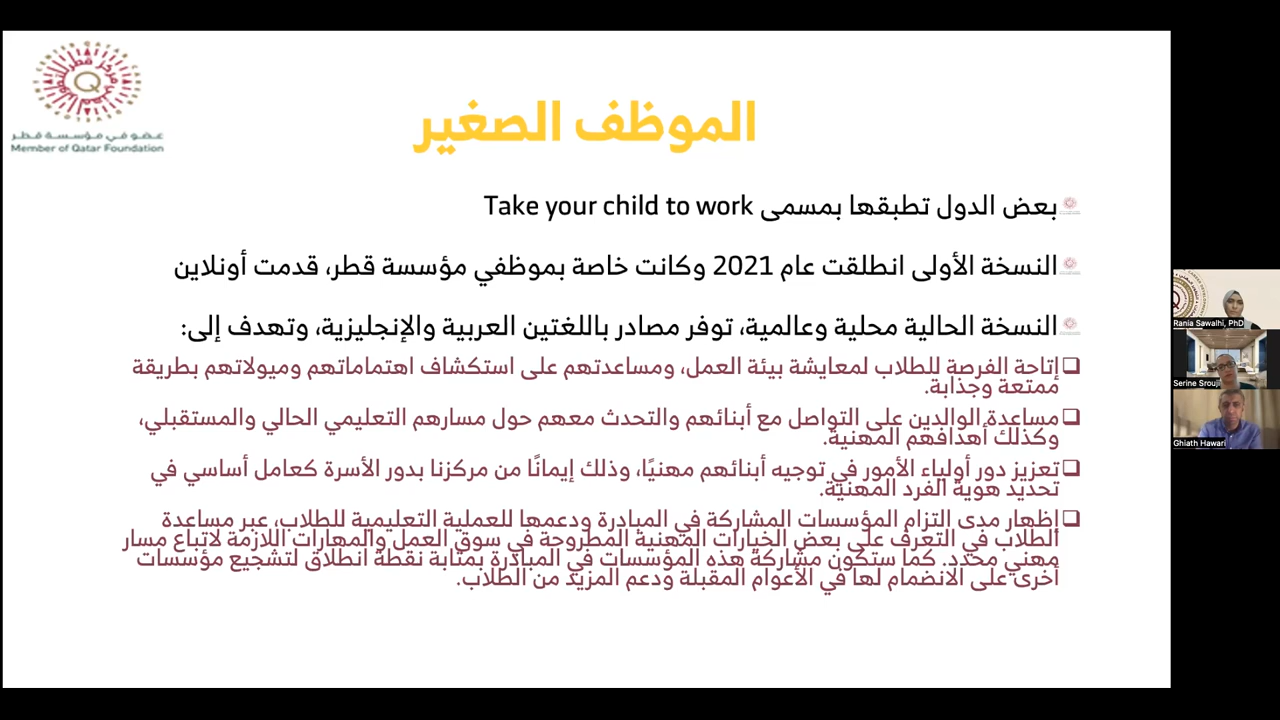 عضو في مؤسسة قطر
Member of Qatar Foundation
الموظف الصغير
بعض الدول تطبقها بمسمى Take your child to work
النسخة الأولى انطلقت عام 2021 وكانت خاصة بموظفي مؤسسة قطر، قدمت أونلاين
النسخة الحالية محلية وعالمية، توفر مصادر باللغتين العربية والإنجليزية، وتهدف إلى:
إتاحة الفرصة للطلاب لمعايشة بيئة العمل، ومساعدتهم على استكشاف اهتماماتهم وميولاتهم بطريقة
ممتعة وجذابة.
مساعدة الوالدين على التواصل مع أبنائهم والتحدث معهم حول مسارهم التعليمي الحالي والمستقبلي،
وكذلك أهدافهم المهنية.
تعزيز دور أولياء الأمور في توجيه أبنائهم مهنيًا، وذلك إيمانًا من مركزنا بدور الأسرة كعامل أساسي في
تحديد هوية الفرد المهنية.
إظهار مدى التزام المؤسسات المشاركة في المبادرة ودعمها للعملية التعليمية للطلاب، عبر مساعدة
الطلاب في التعرف على بعض الخيارات المهنية المطروحة في سوق العمل والمهارات اللازمة لاتباع مسار
مهني محدد. كما ستكون مشاركة هذه المؤسسات في المبادرة بمثابة نقطة انطلاق لتشجيع مؤسسات
أخرى على الانضمام لها في الأعوام المقبلة ودعم المزيد من الطلاب.
Rania Sawalhi, PhD
Serine Srouji
Ghiath Hawari